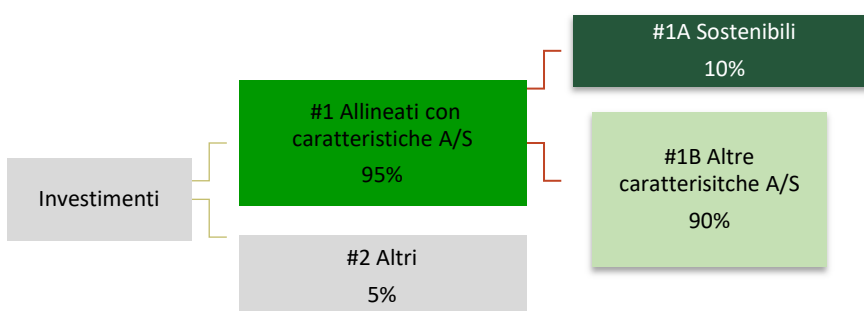 Investimenti
#1 Allineati con
caratteristiche A/S
95%
#2 Altri
5%
#1A Sostenibili
10%
#1B Altre
caratterisitche A/S
90%